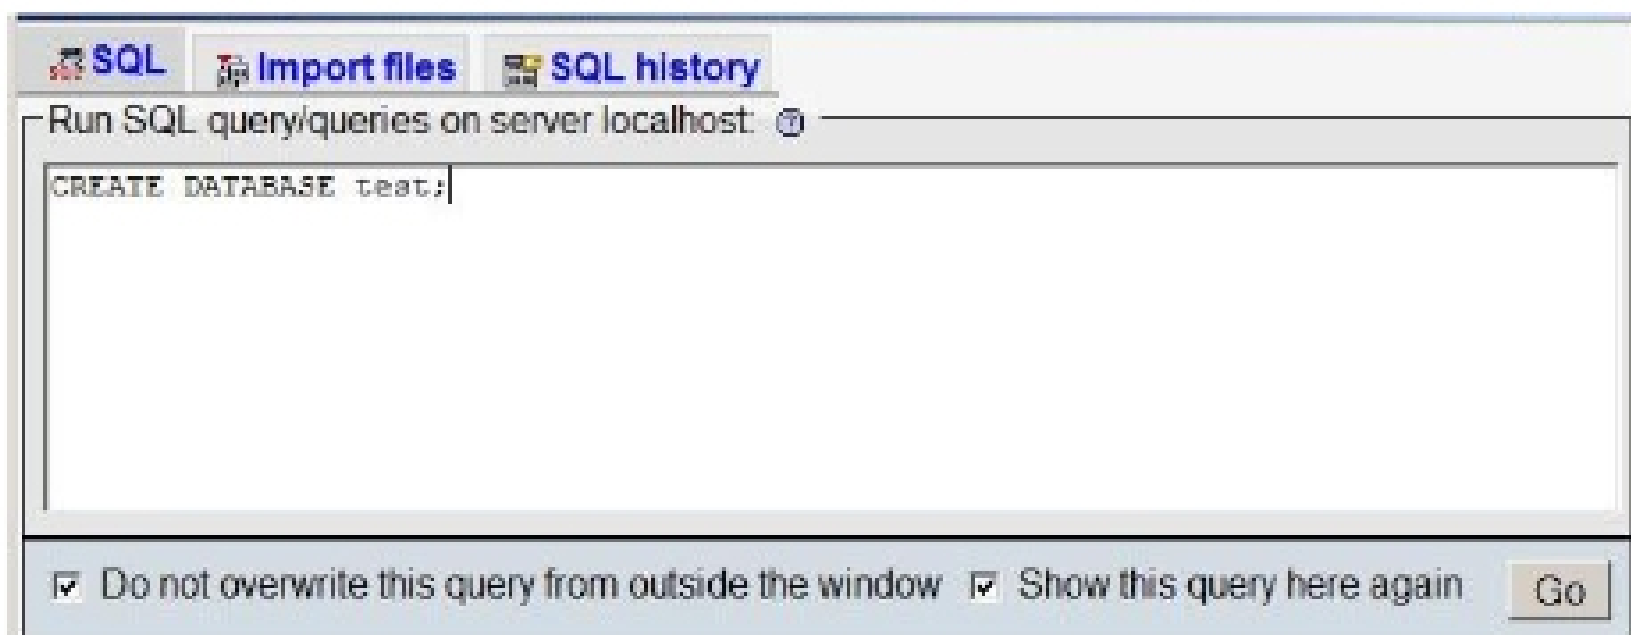 SQL Import files SQL history
Run SQL query/queries on server localhost:
CREATE DATABASE test;
Do not overwrite this query from outside the window Show this query here again Go